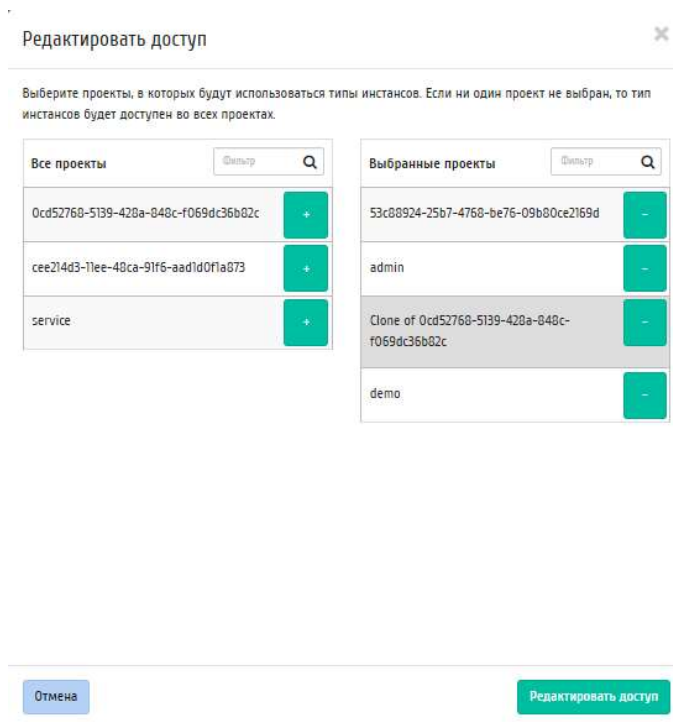 Редактировать доступ
Выберите проекты, в которых будут использоваться типы инстансов. Если ни один проект не выбран, то тип
инстансов будет доступен во всех проектах.
Все проекты
Фильтр
0cd52768-5139-428a-848c-f069dc36b82c
+
cee214d3-11ee-48ca-91f6-aad1d0f1a873
+
service
+
Выбранные проекты
Фильтр
53c88924-25b7-4768-be76-09b80ce2169d
-
admin
-
Clone of 0cd52768-5139-428a-848c-
f069dc36b82c
-
demo
-
Отмена
Редактировать доступ